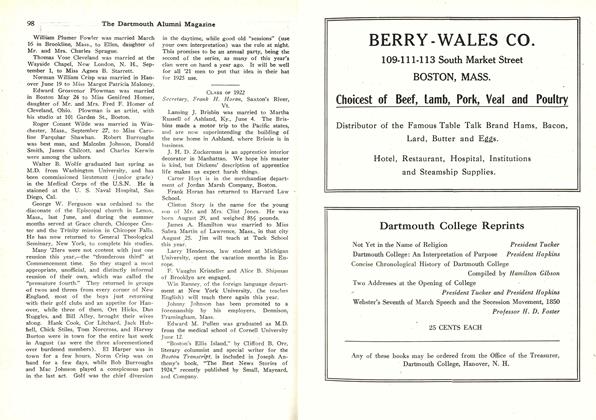 98 The Dartmouth Alumni Magazine
William Plumer Fowler was married March
16 in Brookline, Mass., to Ellen, daughter of
Mr. and Mrs. Charles Sprague.
Thomas Vose Cleveland was married at the
Wayside Chapel, New London, N. H., Sep-
tember 1, to Miss Agnes B. Starrett.
Norman William Crisp was married in Han-
over June 19 to Miss Margot Patricia Maloney.
Edward Grosvenor Plowman was married
in Boston May 24 to Miss Genifred Homer,
daughter of Mr. and Mrs. Fred F. Homer of
Cleveland, Ohio. Plowman is an artist, with
his studio at 101 Garden St., Boston.
Roger Conant Wilde was married in Win-
chester, Mass., September 27, to Miss Caro-
line Farquhar Shawhan. Robert Burroughs
was best man, and Malcolm Johnson, Donald
Smith, James Chilcott, and Charles Kerwin
were among the ushers.
Walter B. Wolfe graduated last spring as
M.D. from Washington University, and has
been commissioned lieutenant (junior grade)
in the Medical Corps of the U.S.N. He is
stationed at the U. S. Naval Hospital, San
Diego, Cal.
George W. Ferguson was ordained to the
diaconate of the Episcopal church in Lenox,
Mass., last June, and during the summer
months served at Grace church, Chicopee Cen-
ter and the Trinity mission in Chicopee Falls.
He has now returned to General Theological
Seminary, New York, to complete his studies.
Many '21ers were not content with just one
reunion this year,—the "thunderous third" at
Commencement time. So they staged a most
appropriate, unofficial, and distinctly informal
reunion of their own, which was called the
"premature fourth." They returned in groups
of twos and threes from every corner of New
England, most of the boys just returning
with their golf clubs and an appetite for Han-
over, while three of them, Ort Hicks, Dan
Ruggles, and Bill Alley, brought their wives
along. Hank Cook, Cor Litchard, Jack Hub-
bell, Chick Stiles, Tom Norcross, and Harvey
Burton were in town for the entire last week
in August (as were the three aforementioned
over burdened members). El Harper was in
town for a few hours, Norm Crisp was on
hand for a few days, while Bob Burroughs
and Mac Johnson played a conspicuous part
in the last act. Golf was the chief diversion
in the daytime, while good old "sessions" (use
your own interpretation) was the rule at night.
This promises to be an annual party, being the
second of the series, as many of this year's
class were on hand a year ago. It will be well
for all '21 men to put that idea in their hat
for 1925 use.
CLASS OF 1922
Secretary, Frank H. Horan, Saxton's River,
Vt.
Lansing J. Brisbin was married to Martha
Russell of Ashland, Ky., June 4. The Bris-
bins made a motor trip to the Pacific states,
and are now superintending the building of
the new home in Ashland, where Brissie is in
business.
J. H. D. Zuckerman is an exporter interior
decorator in Manhattan. We hope his master
is kind, but Dickens' description of apprentice
life makes us expect harsh things.
Carter Hoyt is in the merchandise depart-
ment of Jordan Marsh Company, Boston.
Frank Horan has returned to Harvard Law
School.
Clinton Story is the name for the young
son of Mr. and Mrs. Clint Jones. He was
born August 29, and weighed 8½ pounds.
James A. Hamilton was married to Miss
Sabra Martin of Lawrence, Mass., in that city
August 25. Jim will teach at Tuck School
this year.
Larry Henderson, law student at Michigan
University, spent the vacation months in Eu-
rope.
F. Vaughn Kristeller and Alice B. Shipman
of Brooklyn are engaged.
Win Ranney, of the foreign language depart-
ment at New York University, (he teaches
English) will teach there again this year.
Johnny Johnson has been promoted to a
foremanship by his employers, Dennison,
Framingham, Mass.
Edward M. Pullen was graduated as M.D.
from the medical school of Cornell University
June 12.
"Boston's Ellis Island," by Clifford B. Orr,
literary columnist and special writer for the
Boston Transcript, is included in Joseph An-
thony's book, "The Best News Stories of
1924," recently published by Small, Maynard,
and Company.
BERRY-WALES CO.
109-111-113 South Market Street
BOSTON, MASS.
Choicest of Beef, Lamb, Pork, Veal and Poultry
Distributor of the Famous Table Talk Brand Hams, Bacon,
Lard, Butter and Eggs.
Hotel, Restaurant, Hospital, Institutions
and Steamship Supplies.
Dartmouth College Reprints
Not Yet in the Name of Religion President Tucker
Dartmouth College: An Interpretation of Purpose President Hopkins
Concise Chronological History of Dartmouth College
Compiled by Hamilton Gibson
Two Addresses at the Opening of College
President Tucker and President Hopkins
Webster's Seventh of March Speech and the Secession Movement, 1850
Professor H. D. Foster
25 CENTS EACH
Any of these books may be ordered from the Office of the Treasurer,
Dartmouth College, Hanover, N. H.